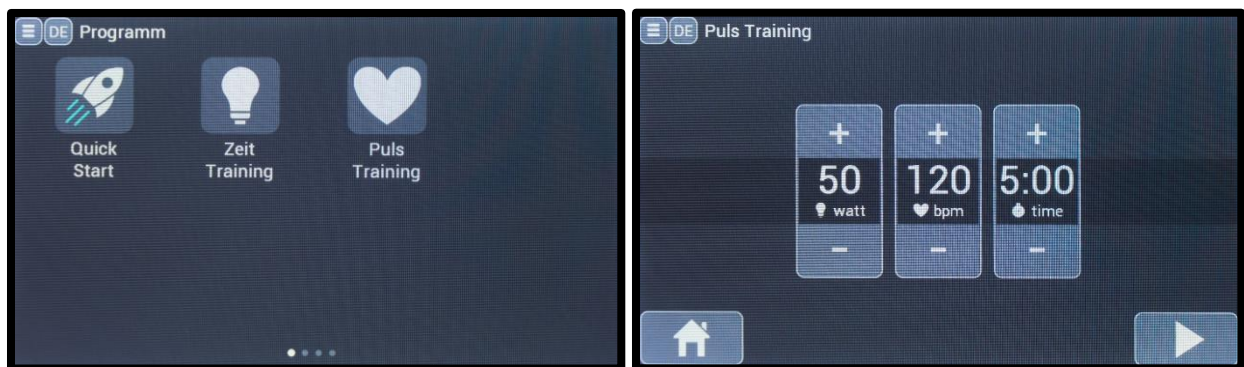 DE Programm
Quick
Start
Zeit
Training
Puls
Training
DE Puls Training
+ + +
50 120 5:00
watt bpm time
- - -